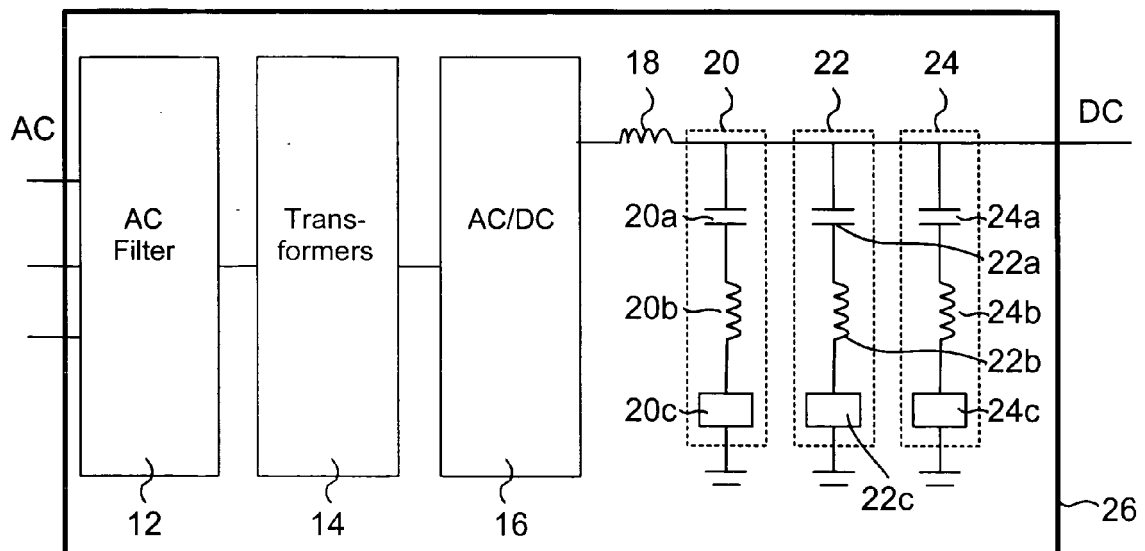 18 20 22 24
AC
DC
AC
Filter
Trans-
formers
AC/DC
20a
24a
22a
20b
24b
22b
20c
24c
22c
12
14
16
26